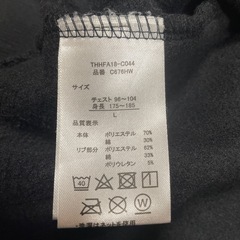 THHFA18-C044
品番 C676HW
サイズ
チェスト 96～104
身長 175～185
L
品質表示
本体 ポリエステル 70%
綿 30%
リブ部分 ポリエステル 62%
綿 33%
ポリウレタン 5%
40
W